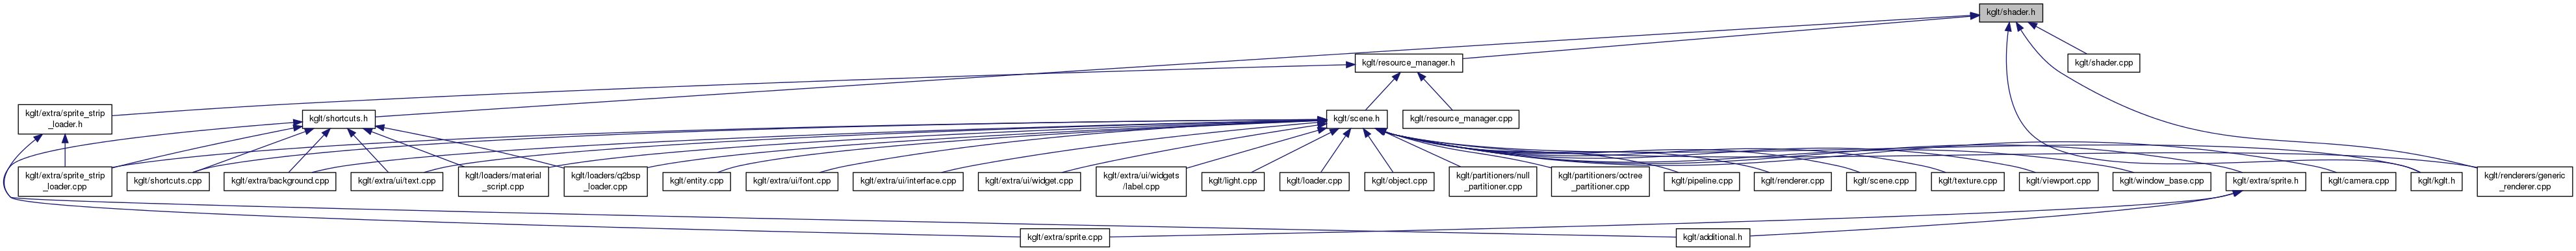 kglt/shader.h
kglt/resource_manager.h
kglt/shader.cpp
kglt/extra/sprite_strip
_loader.h
kglt/shortcuts.h
kglt/scene.h
kglt/resource_manager.cpp
kglt/extra/sprite_strip
_loader.cpp
kglt/shortcuts.cpp
kglt/extra/background.cpp
kglt/extra/ui/text.cpp
kglt/loaders/material
_script.cpp
kglt/loaders/q2bsp
_loader.cpp
kglt/entity.cpp
kglt/extra/ui/font.cpp
kglt/extra/ui/interface.cpp
kglt/extra/ui/widget.cpp
kglt/extra/ui/widgets
/label.cpp
kglt/light.cpp
kglt/loader.cpp
kglt/object.cpp
kglt/partitioners/null
_partitioner.cpp
kglt/partitioners/octree
_partitioner.cpp
kglt/pipeline.cpp
kglt/renderer.cpp
kglt/scene.cpp
kglt/texture.cpp
kglt/viewport.cpp
kglt/window_base.cpp
kglt/extra/sprite.h
kglt/camera.cpp
kglt/kglt.h
kglt/renderers/generic
_renderer.cpp
kglt/extra/sprite.cpp
kglt/additional.h